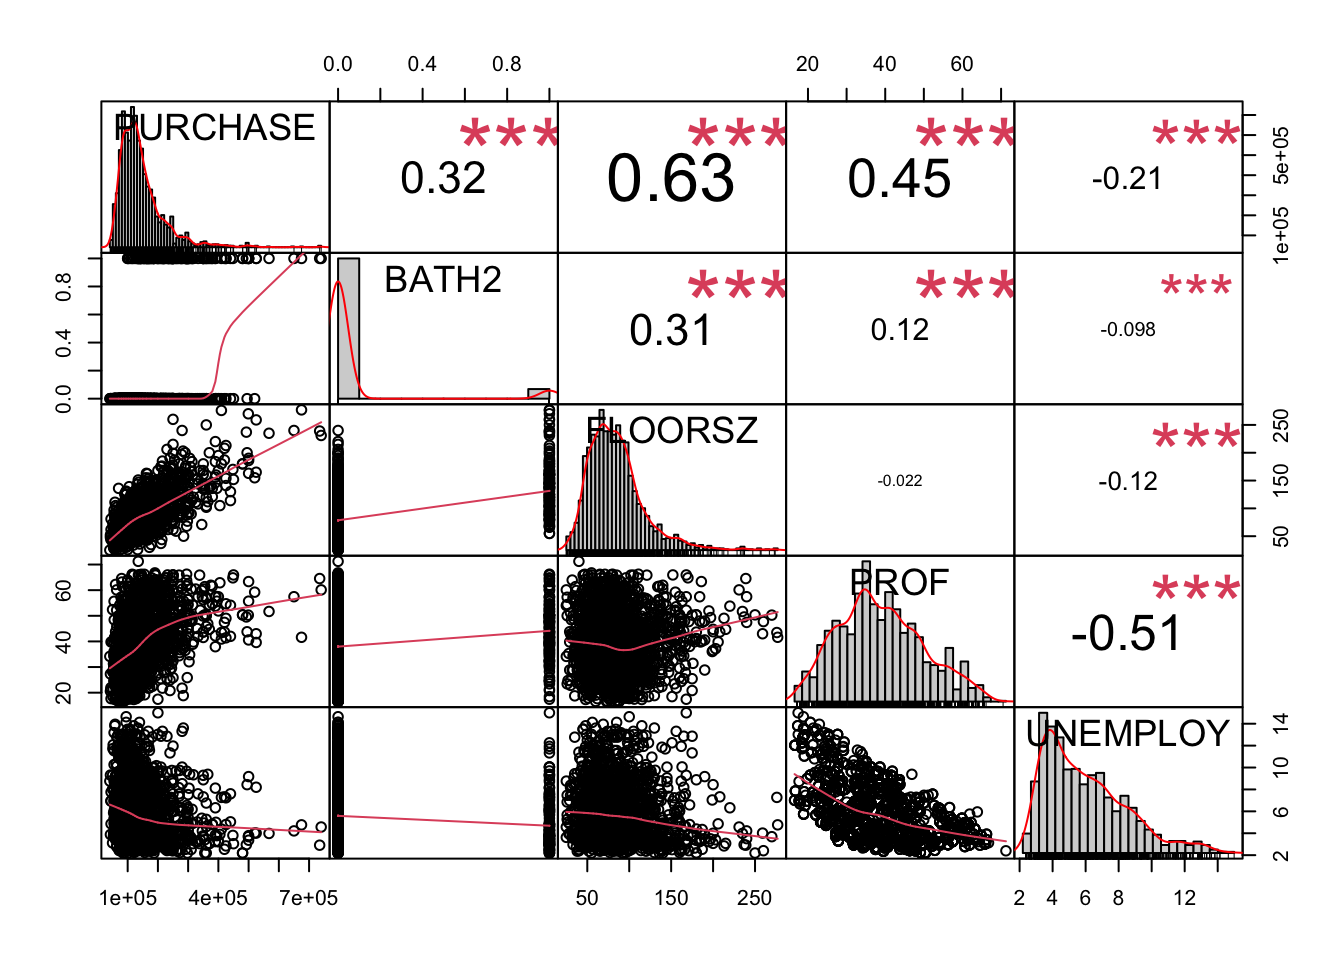 0.0 0.4 0.8 20 40 60
PURCHASE *** 0.32 *** 0.63 *** 0.45 *** -0.21 1e+05 5e+05
0.0 0.4 0.8 BATH2 *** 0.31 *** 0.12 *** -0.098
FLOORSZ -0.022 *** -0.12 50 150 250
20 40 60 PROF *** -0.51
UNEMPLOY 2 6 10 14
1e+05 4e+05 7e+05 50 150 250 2 4 6 8 12